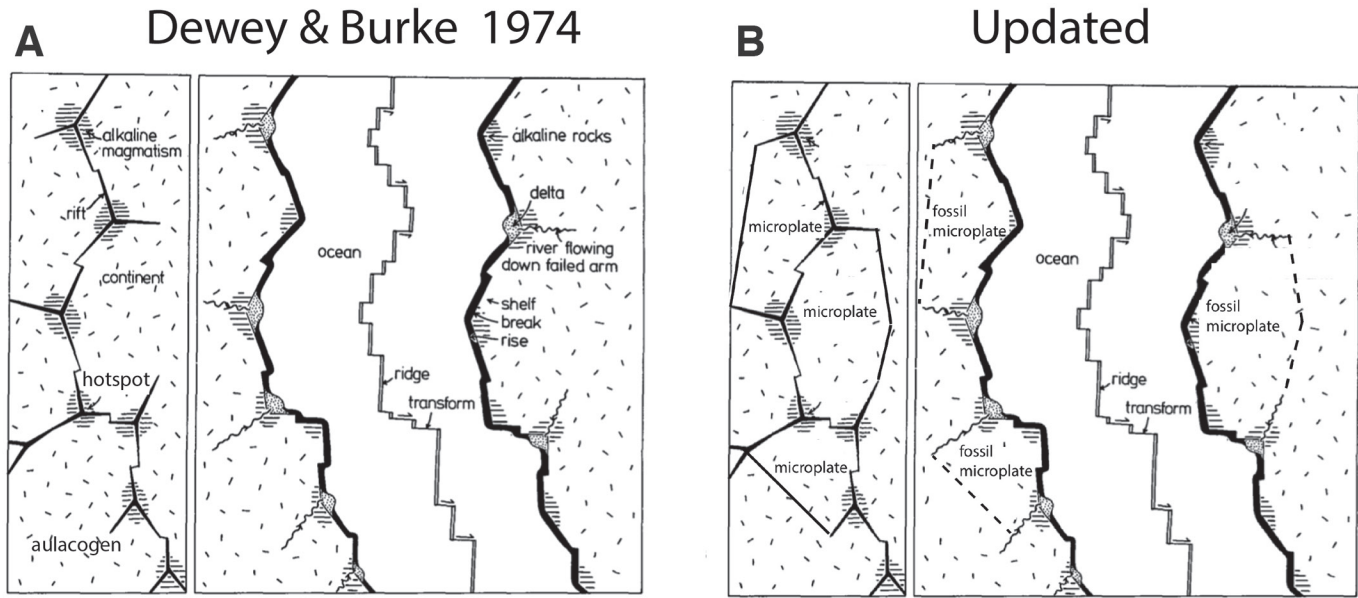 A
Dewey & Burke 1974
alkaline
magmatism
rift
continent
hotspot
aulacogen
ocean
alkaline rocks
delta
river flowing
down failed arm
shelf
break
rise
ridge
transform
B
Updated
microplate
microplate
microplate
fossil
microplate
ocean
fossil
microplate
ridge
transform
fossil
microplate